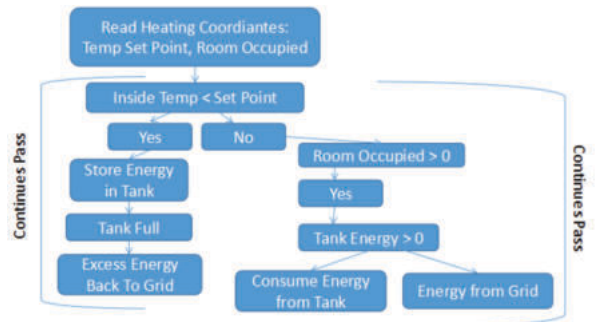 Read Heating Coordiantes:
Temp Set Point, Room Occupied
Inside Temp < Set Point
Yes
No
Store Energy
in Tank
Tank Full
Excess Energy
Back To Grid
Room Occupied > 0
Yes
Tank Energy > 0
Consume Energy
from Tank
Energy from Grid
Continues Pass
Continues Pass